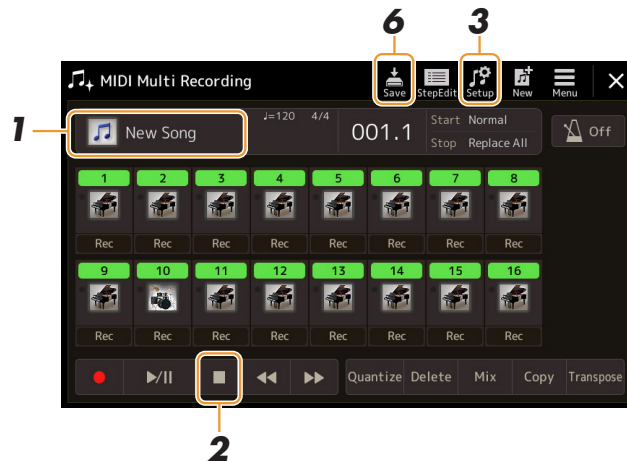 6 3
MIDI Multi Recording
Save StepEdit Setup New Menu
1
New Song
♩=120 4/4
001.1
Start Normal
Stop Replace All
Off
1 2 3 4 5 6 7 8
Rec Rec Rec Rec Rec Rec Rec Rec
9 10 11 12 13 14 15 16
Rec Rec Rec Rec Rec Rec Rec Rec
Quantize Delete Mix Copy Transpose
2